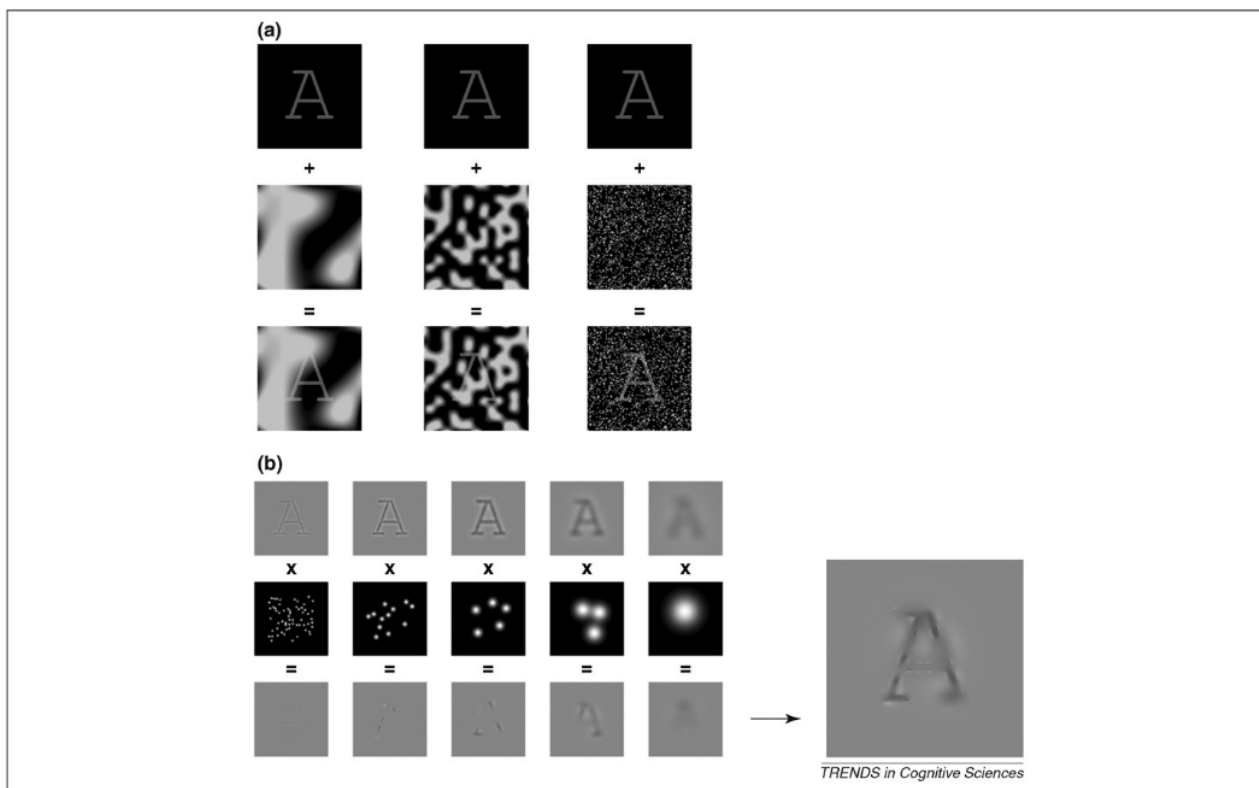 (a)
A A A
+ + +
= = =
A A A
(b)
A A A A A
x x x x x
= = = = =
A A A A A
A
TRENDS in Cognitive Sciences